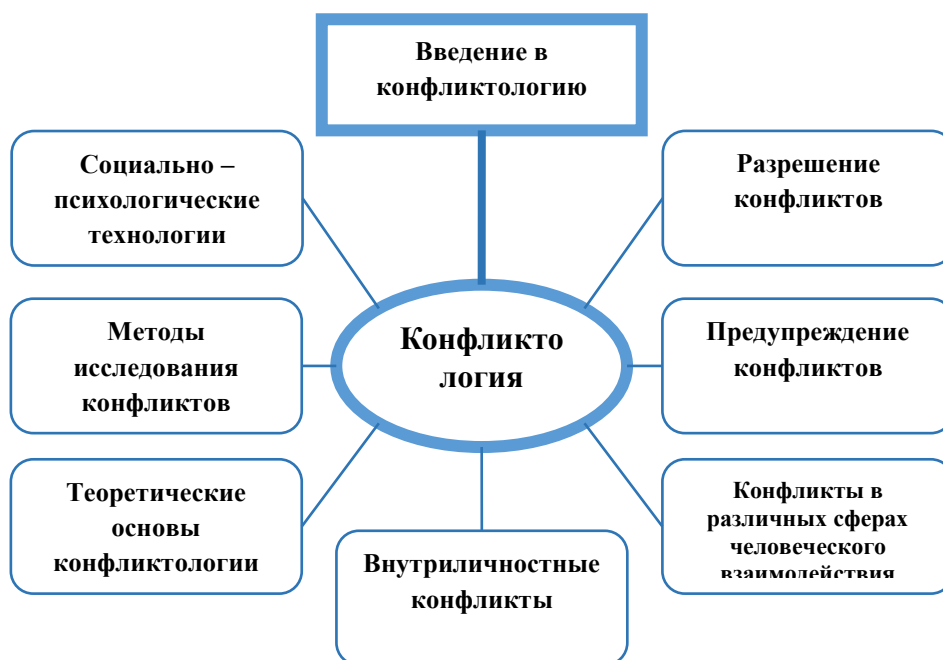 Введение в
конфликтологию
Социально –
психологические
технологии
Разрешение
конфликтов
Методы
исследования
конфликтов
Конфликто
логия
Предупреждение
конфликтов
Теоретические
основы
конфликтологии
Внутриличностные
конфликты
Конфликты в
различных сферах
человеческого
взаимодействия